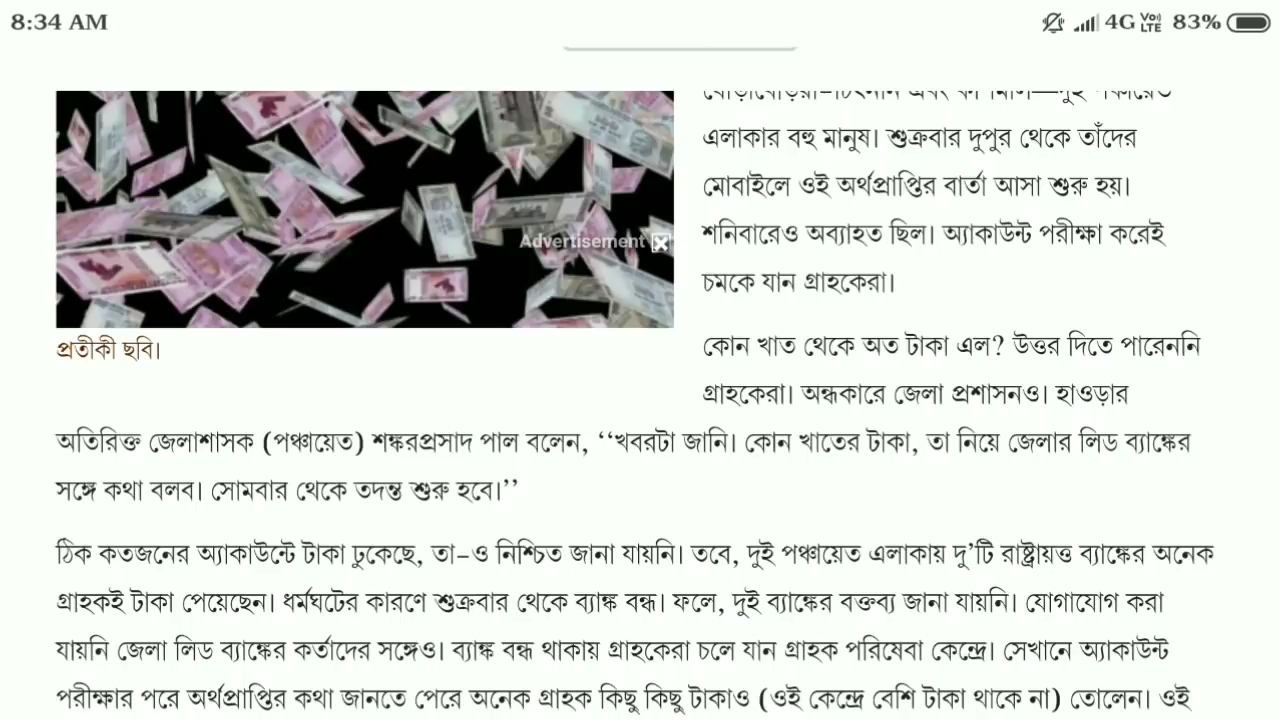 8:34 AM
4G Vo) LTE 83%
এলাকার বহু মানুষ। শুক্রবার দুপুর থেকে তাঁদের
মোবাইলে ওই অর্থপ্রাপ্তির বার্তা আসা শুরু হয়।
শনিবারেও অব্যাহত ছিল। অ্যাকাউন্ট পরীক্ষা করেই
চমকে যান গ্রাহকেরা।
Advertisement
প্রতীকী ছবি।
কোন খাত থেকে অত টাকা এল? উত্তর দিতে পারেননি
গ্রাহকেরা। অন্ধকারে জেলা প্রশাসনও। হাওড়ার
অতিরিক্ত জেলাশাসক (পঞ্চায়েত) শঙ্করপ্রসাদ পাল বলেন, ‘‘খবরটা জানি। কোন খাতের টাকা, তা নিয়ে জেলার লিড ব্যাঙ্কের
সঙ্গে কথা বলব। সোমবার থেকে তদন্ত শুরু হবে।’’
ঠিক কতজনের অ্যাকাউন্টে টাকা ঢুকেছে, তা-ও নিশ্চিত জানা যায়নি। তবে, দুই পঞ্চায়েত এলাকায় দু’টি রাষ্ট্রায়ত্ত ব্যাঙ্কের অনেক
গ্রাহকই টাকা পেয়েছেন। ধর্মঘটের কারণে শুক্রবার থেকে ব্যাঙ্ক বন্ধ। ফলে, দুই ব্যাঙ্কের বক্তব্য জানা যায়নি। যোগাযোগ করা
যায়নি জেলা লিড ব্যাঙ্কের কর্তাদের সঙ্গেও। ব্যাঙ্ক বন্ধ থাকায় গ্রাহকেরা চলে যান গ্রাহক পরিষেবা কেন্দ্রে। সেখানে অ্যাকাউন্ট
পরীক্ষার পরে অর্থপ্রাপ্তির কথা জানতে পেরে অনেক গ্রাহক কিছু কিছু টাকাও (ওই কেন্দ্রে বেশি টাকা থাকে না) তোলেন। ওই